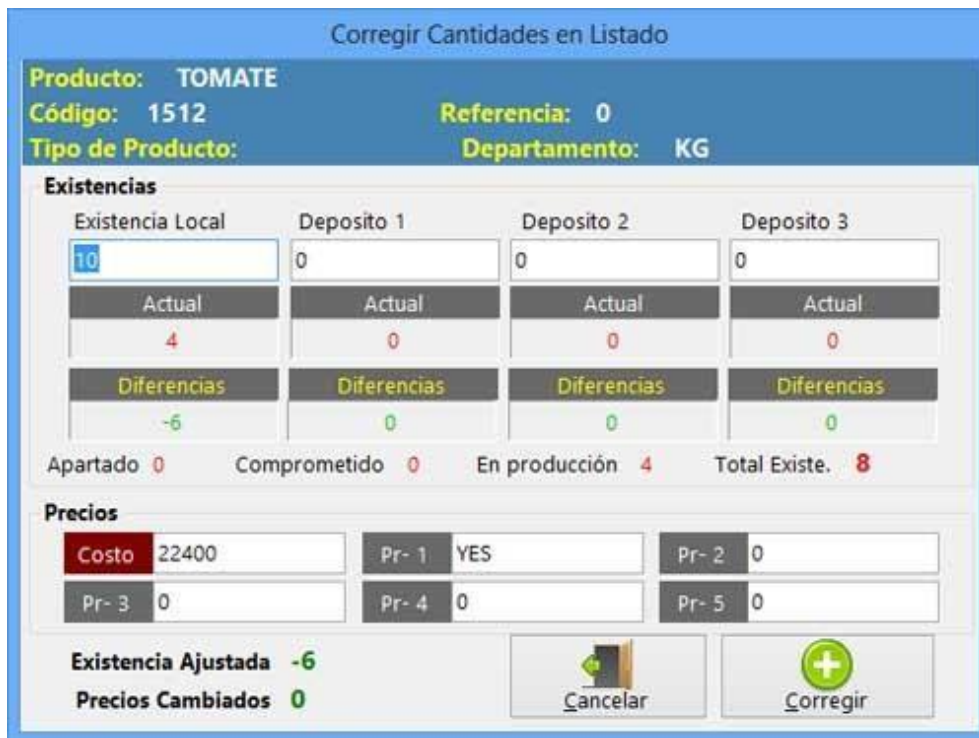 Corregir Cantidades en Listado
Producto: TOMATE
Código: 1512 Referencia: 0
Tipo de Producto: Departamento: KG
Existencias
Existencia Local Deposito 1 Deposito 2 Deposito 3
10 0 0 0
Actual Actual Actual Actual
4 0 0 0
Diferencias Diferencias Diferencias Diferencias
-6 0 0 0
Apartado 0 Comprometido 0 En producción 4 Total Existe. 8
Precios
Costo 22400 Pr- 1 YES Pr- 2 0
Pr- 3 0 Pr- 4 0 Pr- 5 0
Existencia Ajustada -6
Precios Cambiados 0
Cancelar Corregir